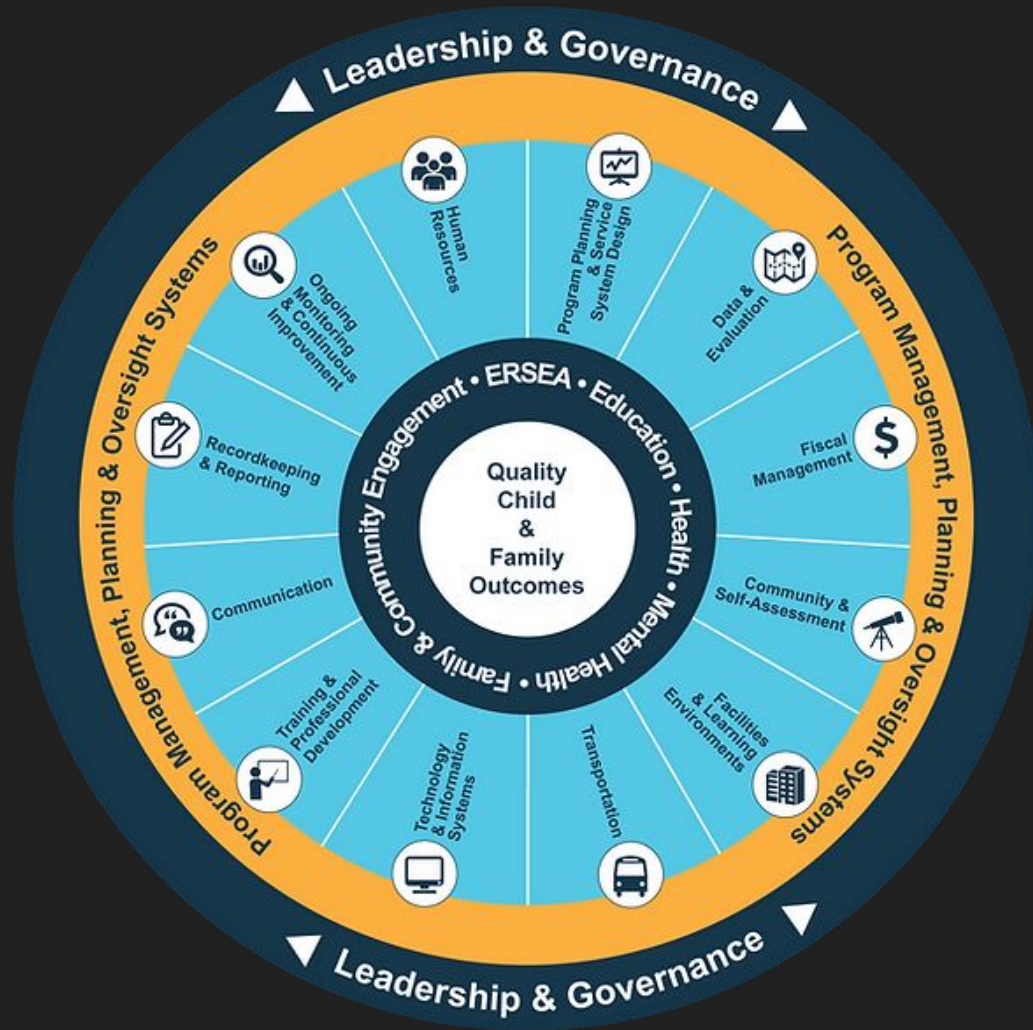 Leadership & Governance
Program Management, Planning & Oversight Systems
Program Management, Planning & Oversight Systems
Human
Resources
Program Planning
& Service
System Design
Data &
Evaluation
Fiscal
Management
Community &
Self-Assessment
Facilities
& Learning
Environments
Transportation
Technology
& Information
Systems
Training &
Professional
Development
Communication
Recordkeeping
& Reporting
Ongoing
Monitoring
& Continuous
Improvement
$
ERSEA • Education • Health • Mental Health • Family & Community Engagement •
Quality
Child
&
Family
Outcomes
Leadership & Governance